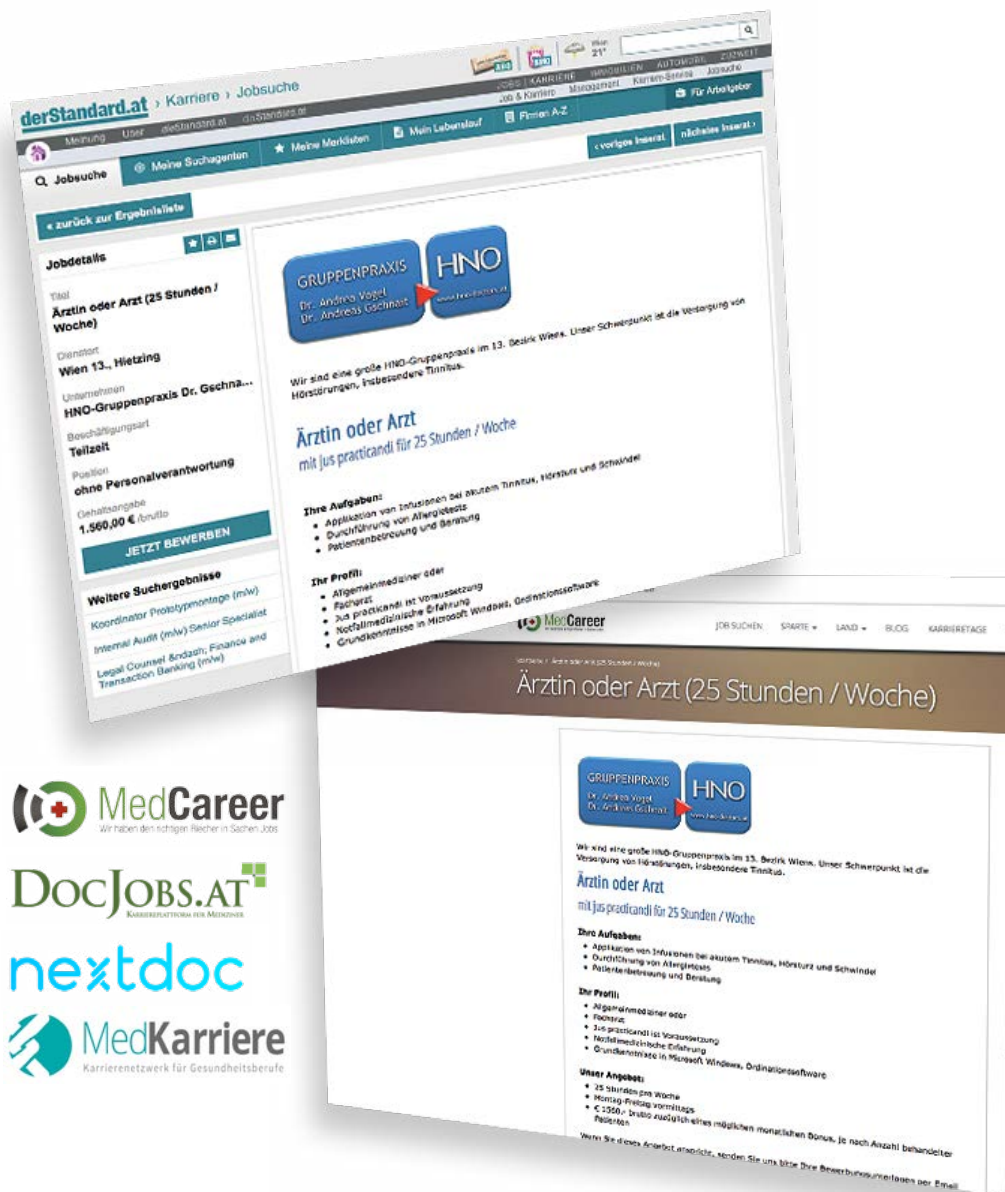 Wien
21°
derStandard.at › Karriere › Jobsuche
JOBS | KARRIERE IMMOBILIEN AUTOMOBIL ZUZWEIT
Meinung Über dieStandard.at daStandard.at
Job & Karriere Management Karriere-Service Jobsuche
Jobsuche
Meine Suchagenten
Meine Merklisten
Mein Lebenslauf
Firmen A-Z
Für Arbeitgeber
‹ voriges Inserat
nächstes Inserat ›
« zurück zur Ergebnisliste
Jobdetails
Titel
Ärztin oder Arzt (25 Stunden /
Woche)
Dienstort
Wien 13., Hietzing
Unternehmen
HNO-Gruppenpraxis Dr. Gschna...
Beschäftigungsart
Teilzeit
Position
ohne Personalverantwortung
Gehaltsangabe
1.560,00 € /brutto
JETZT BEWERBEN
Weitere Suchergebnisse
Koordinator Prototypmontage (m/w)
Internal Audit (m/w) Senior Specialist
Legal Counsel &ndash; Finance and
Transaction Banking (m/w)
GRUPPENPRAXIS
Dr. Andrea Vogel
Dr. Andreas Gschnait
HNO
Wir sind eine große HNO-Gruppenpraxis im 13. Bezirk Wiens. Unser Schwerpunkt ist die Versorgung von
Hörstörungen, insbesondere Tinnitus.
Ärztin oder Arzt
mit jus practicandi für 25 Stunden / Woche
Ihre Aufgaben:
• Applikation von Infusionen bei akutem Tinnitus, Hörsturz und Schwindel
• Durchführung von Allergietests
• Patientenbetreuung und Beratung
Ihr Profil:
• Allgemeinmediziner oder
• Facharzt
• Jus practicandi ist Voraussetzung
• Notfallmedizinische Erfahrung
• Grundkenntnisse in Microsoft Windows, Ordinationssoftware
MedCareer
JOB SUCHEN SPARTE LAND BLOG KARRIERETAGE
Startseite / Ärztin oder Arzt (25 Stunden / Woche)
Ärztin oder Arzt (25 Stunden / Woche)
GRUPPENPRAXIS
Dr. Andrea Vogel
Dr. Andreas Gschnait
HNO
Wir sind eine große HNO-Gruppenpraxis im 13. Bezirk Wiens. Unser Schwerpunkt ist die
Versorgung von Hörstörungen, insbesondere Tinnitus.
Ärztin oder Arzt
mit jus practicandi für 25 Stunden / Woche
Ihre Aufgaben:
• Applikation von Infusionen bei akutem Tinnitus, Hörsturz und Schwindel
• Durchführung von Allergietests
• Patientenbetreuung und Beratung
Ihr Profil:
• Allgemeinmediziner oder
• Facharzt
• Jus practicandi ist Voraussetzung
• Notfallmedizinische Erfahrung
• Grundkenntnisse in Microsoft Windows, Ordinationssoftware
Unser Angebot:
• 25 Stunden pro Woche
• Montag-Freitag vormittags
• € 1560,- brutto zuzüglich eines möglichen monatlichen Bonus, je nach Anzahl behandelter
Patienten
Wenn Sie dieses Angebot anspricht, senden Sie uns bitte Ihre Bewerbungsunterlagen per Email
MedCareer
Wir haben den richtigen Riecher in Sachen Jobs
DOCJOBS.AT
KARRIEREPLATTFORM FÜR MEDIZINER
nextdoc
MedKarriere
Karrierenetzwerk für Gesundheitsberufe